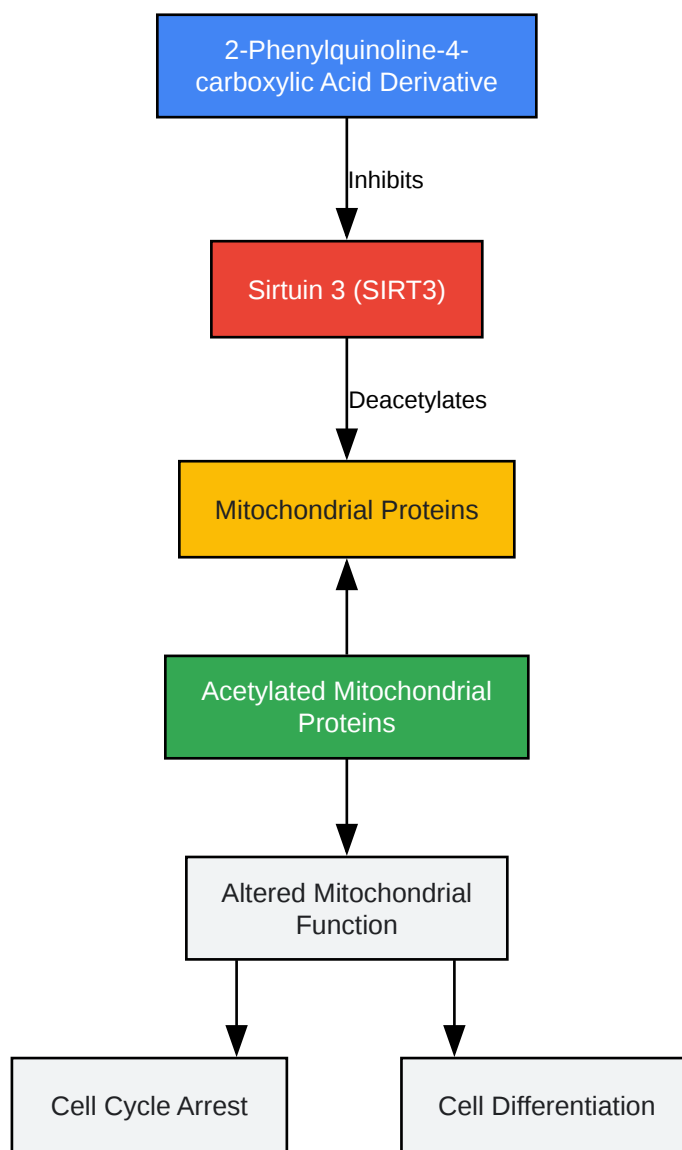 2-Phenylquinoline-4-
carboxylic Acid Derivative
Inhibits
Sirtuin 3 (SIRT3)
Deacetylates
Mitochondrial Proteins
Acetylated Mitochondrial
Proteins
Altered Mitochondrial
Function
Cell Cycle Arrest
Cell Differentiation